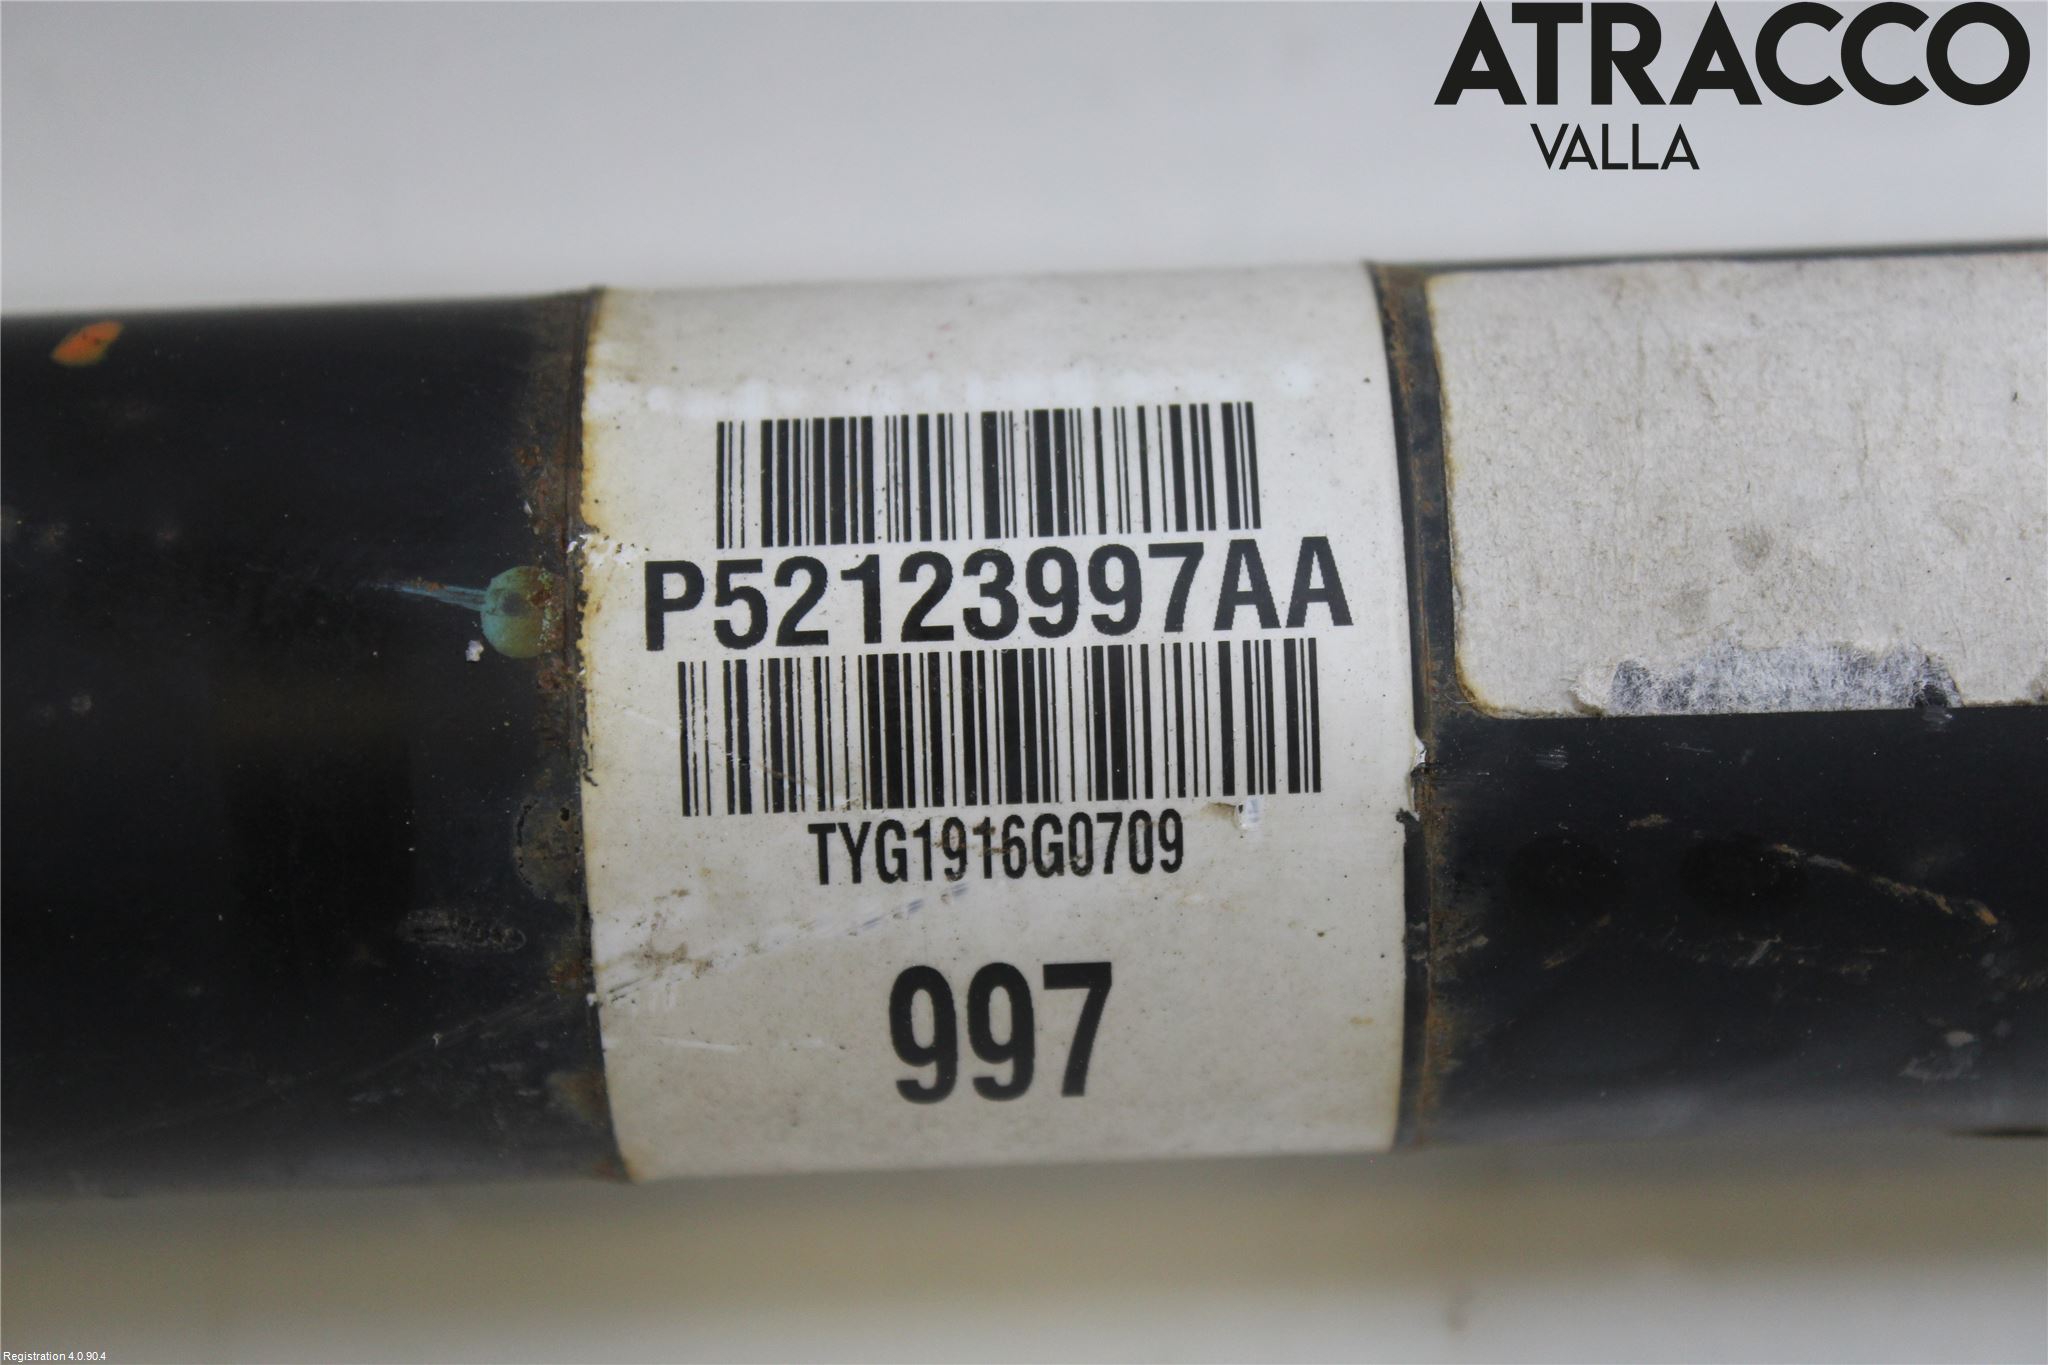 ATRACCO
VALLA
P52123997AA
TYG1916G0709
997
Registration 4.0.90.4